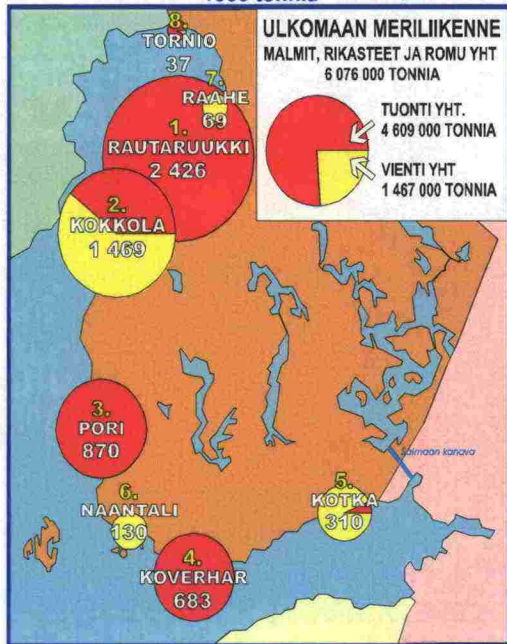 ULKOMAAN MERILIIKENNE
MALMIT, RIKASTEET JA ROMU YHT
6 076 000 TONNIA
TUONTI YHT.
4 609 000 TONNIA
VIENTI YHT
1 467 000 TONNIA
8.
TORNIO
37
7.
RAAHE
69
1.
RAUTARUUKKI
2 426
2.
KOKKOLA
1 469
3.
PORI
870
Saimaan kanava
5.
KOTKA
310
6.
NAANTALI
130
4.
KOVERHAR
683